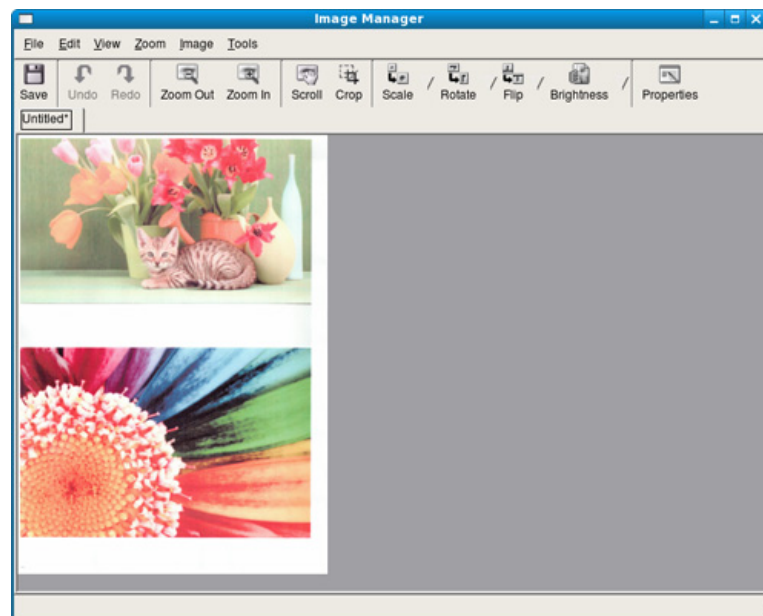 Image Manager
File Edit View Zoom Image Tools
Save Undo Redo Zoom Out Zoom In Scroll Crop Scale / Rotate / Flip / Brightness / Properties
Untitled*